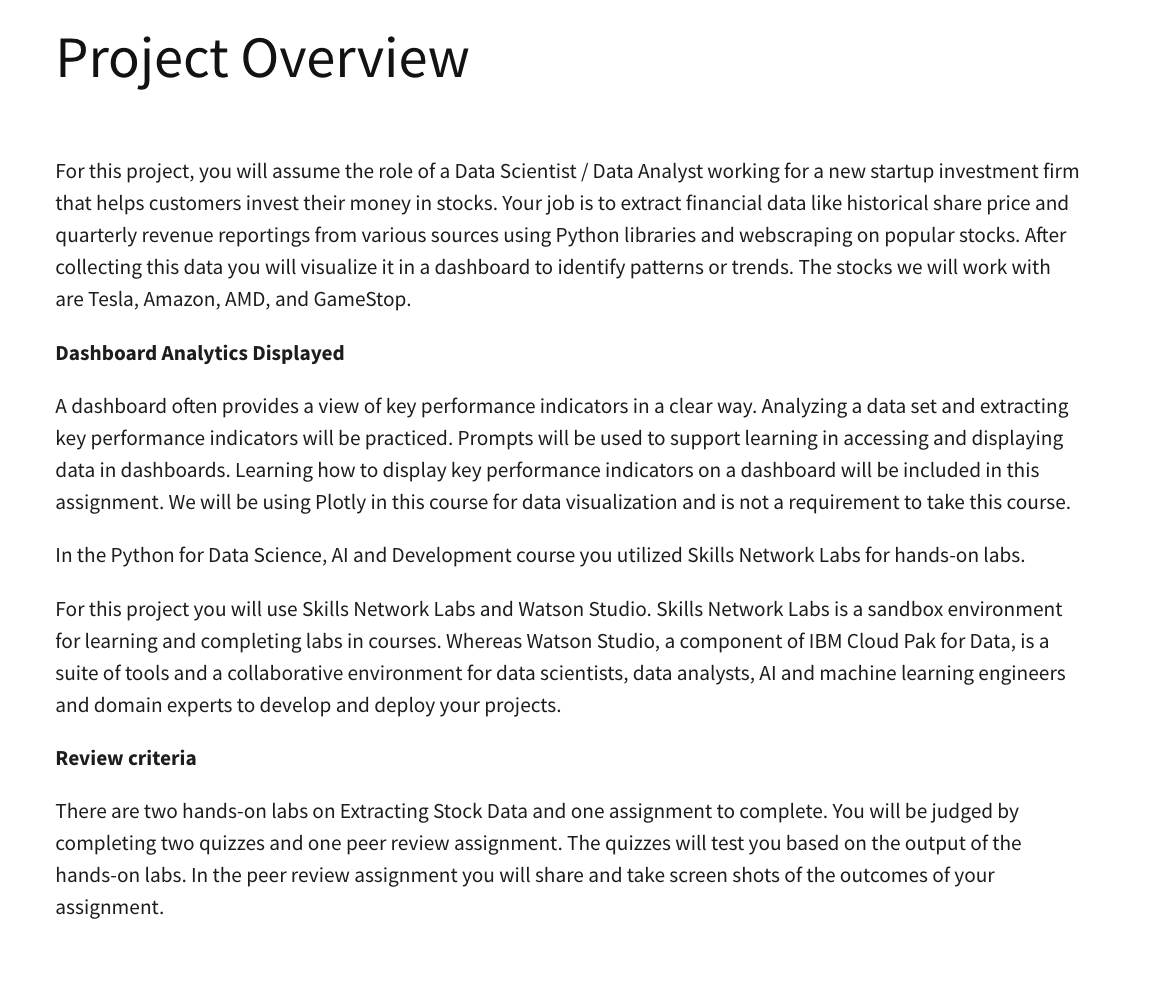 Project Overview
For this project, you will assume the role of a Data Scientist / Data Analyst working for a new startup investment firm
that helps customers invest their money in stocks. Your job is to extract financial data like historical share price and
quarterly revenue reportings from various sources using Python libraries and webscraping on popular stocks. After
collecting this data you will visualize it in a dashboard to identify patterns or trends. The stocks we will work with
are Tesla, Amazon, AMD, and GameStop.
Dashboard Analytics Displayed
A dashboard often provides a view of key performance indicators in a clear way. Analyzing a data set and extracting
key performance indicators will be practiced. Prompts will be used to support learning in accessing and displaying
data in dashboards. Learning how to display key performance indicators on a dashboard will be included in this
assignment. We will be using Plotly in this course for data visualization and is not a requirement to take this course.
In the Python for Data Science, AI and Development course you utilized Skills Network Labs for hands-on labs.
For this project you will use Skills Network Labs and Watson Studio. Skills Network Labs is a sandbox environment
for learning and completing labs in courses. Whereas Watson Studio, a component of IBM Cloud Pak for Data, is a
suite of tools and a collaborative environment for data scientists, data analysts, AI and machine learning engineers
and domain experts to develop and deploy your projects.
Review criteria
There are two hands-on labs on Extracting Stock Data and one assignment to complete. You will be judged by
completing two quizzes and one peer review assignment. The quizzes will test you based on the output of the
hands-on labs. In the peer review assignment you will share and take screen shots of the outcomes of your
assignment.